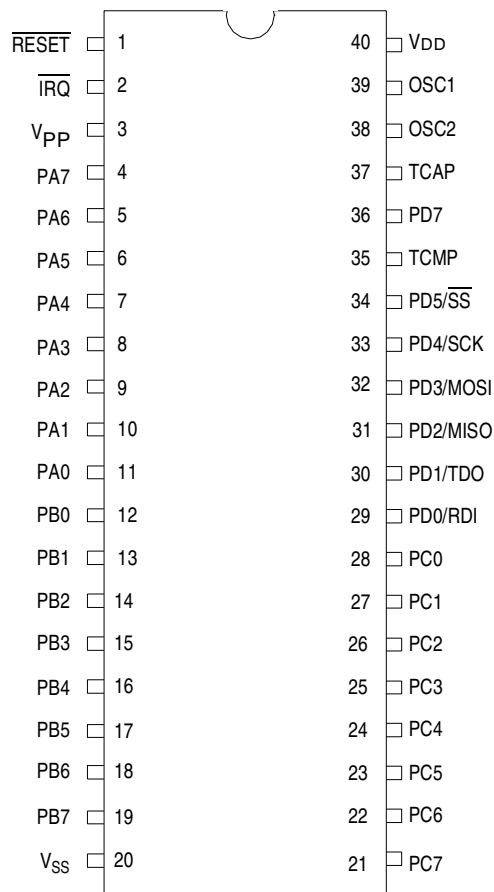 RESET 1 40 VDD
IRQ 2 39 OSC1
VPP 3 38 OSC2
PA7 4 37 TCAP
PA6 5 36 PD7
PA5 6 35 TCMP
PA4 7 34 PD5/SS
PA3 8 33 PD4/SCK
PA2 9 32 PD3/MOSI
PA1 10 31 PD2/MISO
PA0 11 30 PD1/TDO
PB0 12 29 PD0/RDI
PB1 13 28 PC0
PB2 14 27 PC1
PB3 15 26 PC2
PB4 16 25 PC3
PB5 17 24 PC4
PB6 18 23 PC5
PB7 19 22 PC6
VSS 20 21 PC7